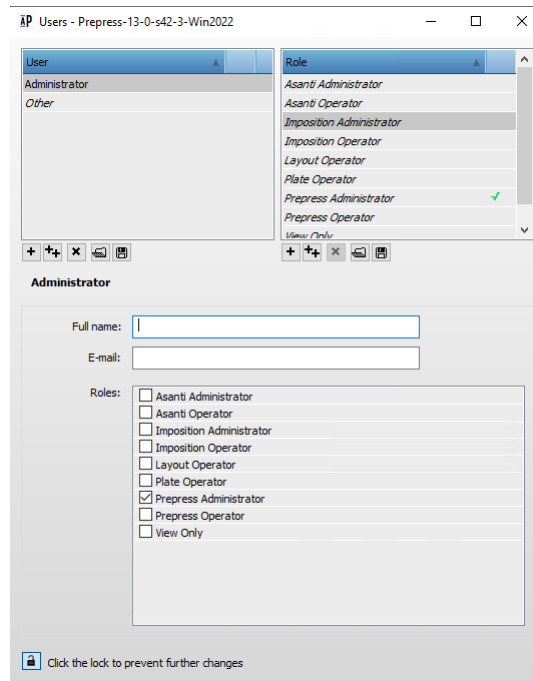 AP Users - Prepress-13-0-s42-3-Win2022
User
Administrator
Other
Role
Asanti Administrator
Asanti Operator
Imposition Administrator
Imposition Operator
Layout Operator
Plate Operator
Prepress Administrator
Prepress Operator
View Only
Administrator
Full name:
E-mail:
Roles:
Asanti Administrator
Asanti Operator
Imposition Administrator
Imposition Operator
Layout Operator
Plate Operator
Prepress Administrator
Prepress Operator
View Only
Click the lock to prevent further changes